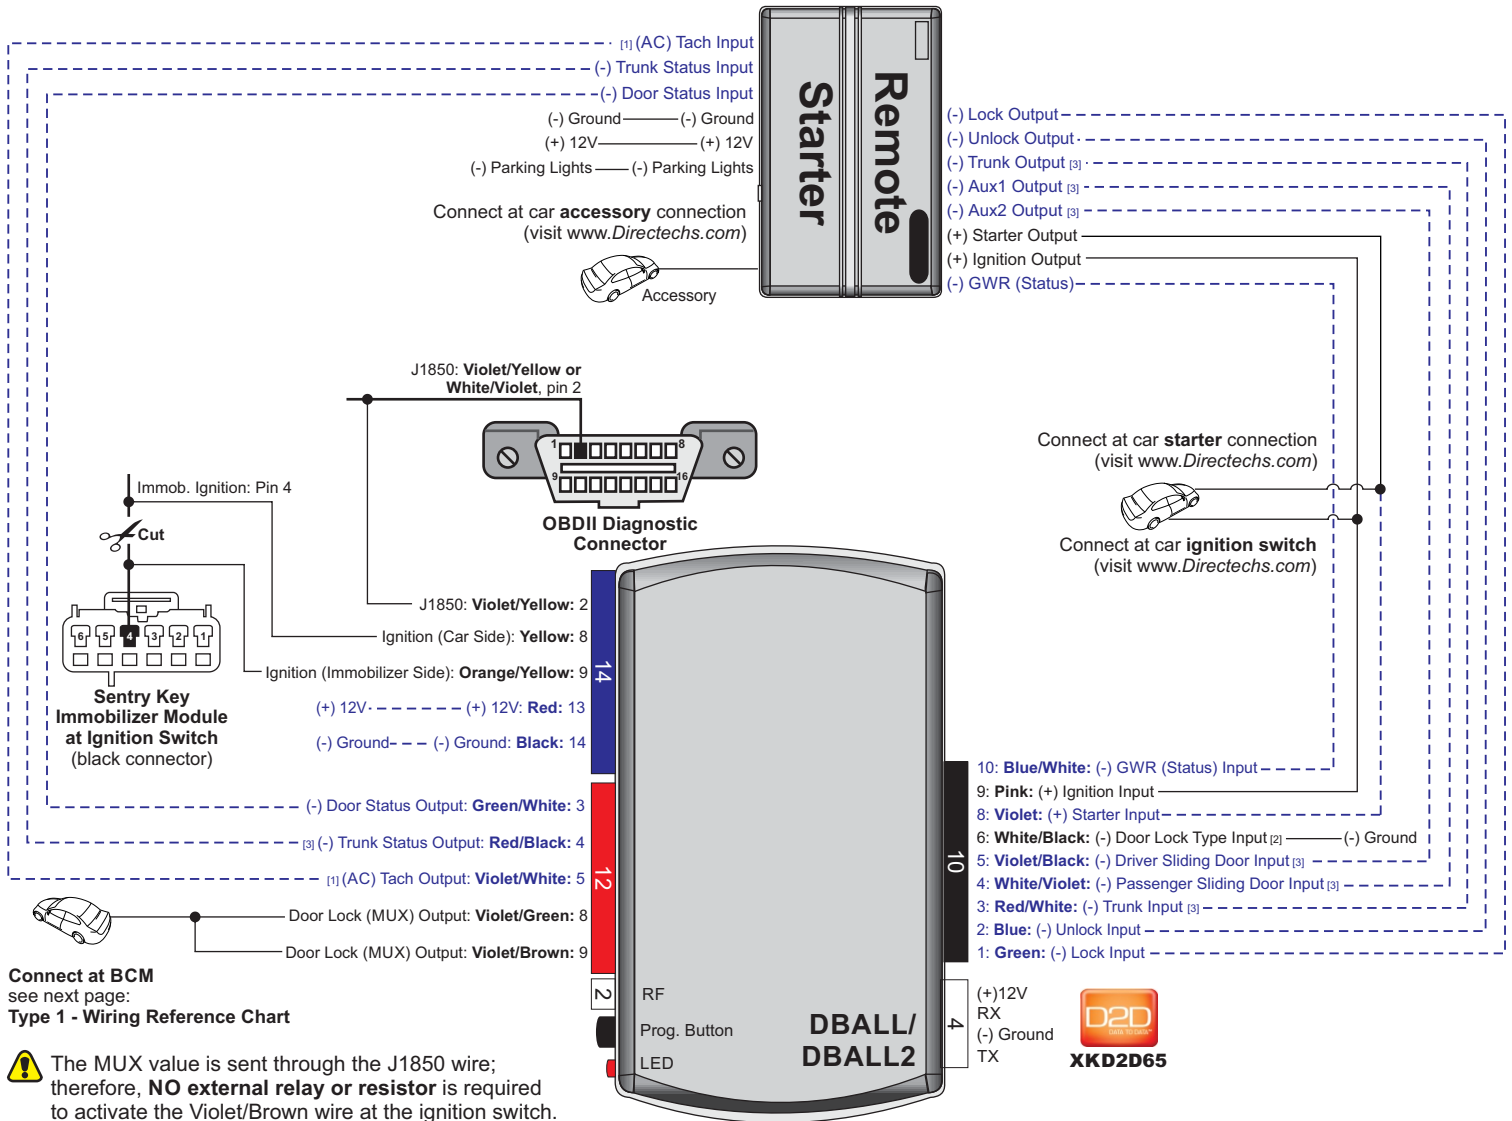 [1] (AC) Tach Input
(-) Trunk Status Input
(-) Door Status Input
(-) Ground (-) Ground
(+) 12V (+) 12V
(-) Parking Lights (-) Parking Lights
Connect at car accessory connection
(visit www.Directechs.com)
Accessory
Remote
Starter
(-) Lock Output
(-) Unlock Output
(-) Trunk Output [3]
(-) Aux1 Output [3]
(-) Aux2 Output [3]
(+) Starter Output
(+) Ignition Output
(-) GWR (Status)
J1850: Violet/Yellow or
White/Violet, pin 2
1 8
9 16
OBDII Diagnostic
Connector
Connect at car starter connection
(visit www.Directechs.com)
Connect at car ignition switch
(visit www.Directechs.com)
Immob. Ignition: Pin 4
Cut
6 5 4 3 2 1
Sentry Key
Immobilizer Module
at Ignition Switch
(black connector)
J1850: Violet/Yellow: 2
Ignition (Car Side): Yellow: 8
Ignition (Immobilizer Side): Orange/Yellow: 9
(+) 12V (+) 12V: Red: 13
(-) Ground (-) Ground: Black: 14
14
(-) Door Status Output: Green/White: 3
[3] (-) Trunk Status Output: Red/Black: 4
[1] (AC) Tach Output: Violet/White: 5
Door Lock (MUX) Output: Violet/Green: 8
Door Lock (MUX) Output: Violet/Brown: 9
12
Connect at BCM
see next page:
Type 1 - Wiring Reference Chart
2
RF
Prog. Button
LED
DBALL/
DBALL2
10
10: Blue/White: (-) GWR (Status) Input
9: Pink: (+) Ignition Input
8: Violet: (+) Starter Input
6: White/Black: (-) Door Lock Type Input [2] (-) Ground
5: Violet/Black: (-) Driver Sliding Door Input [3]
4: White/Violet: (-) Passenger Sliding Door Input [3]
3: Red/White: (-) Trunk Input [3]
2: Blue: (-) Unlock Input
1: Green: (-) Lock Input
4
(+)12V
RX
(-) Ground
TX
D2D
DATA TO DATA™
XKD2D65
The MUX value is sent through the J1850 wire;
therefore, NO external relay or resistor is required
to activate the Violet/Brown wire at the ignition switch.